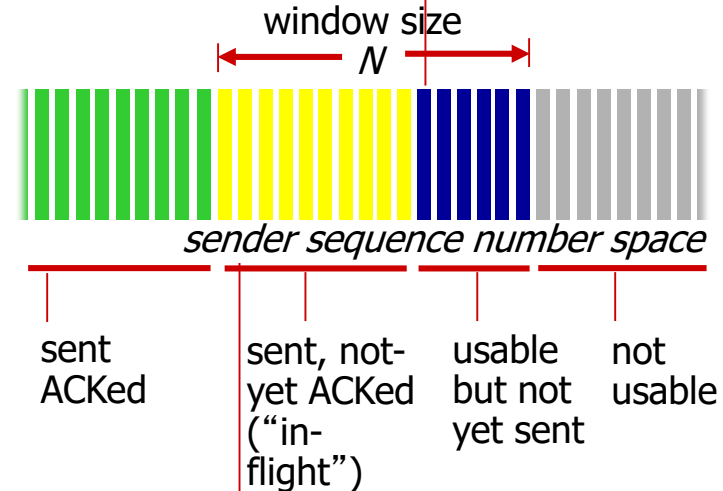 window size
N
sender sequence number space
sent
ACKed
sent, not-
yet ACKed
(“in-
flight”)
usable
but not
yet sent
not
usable